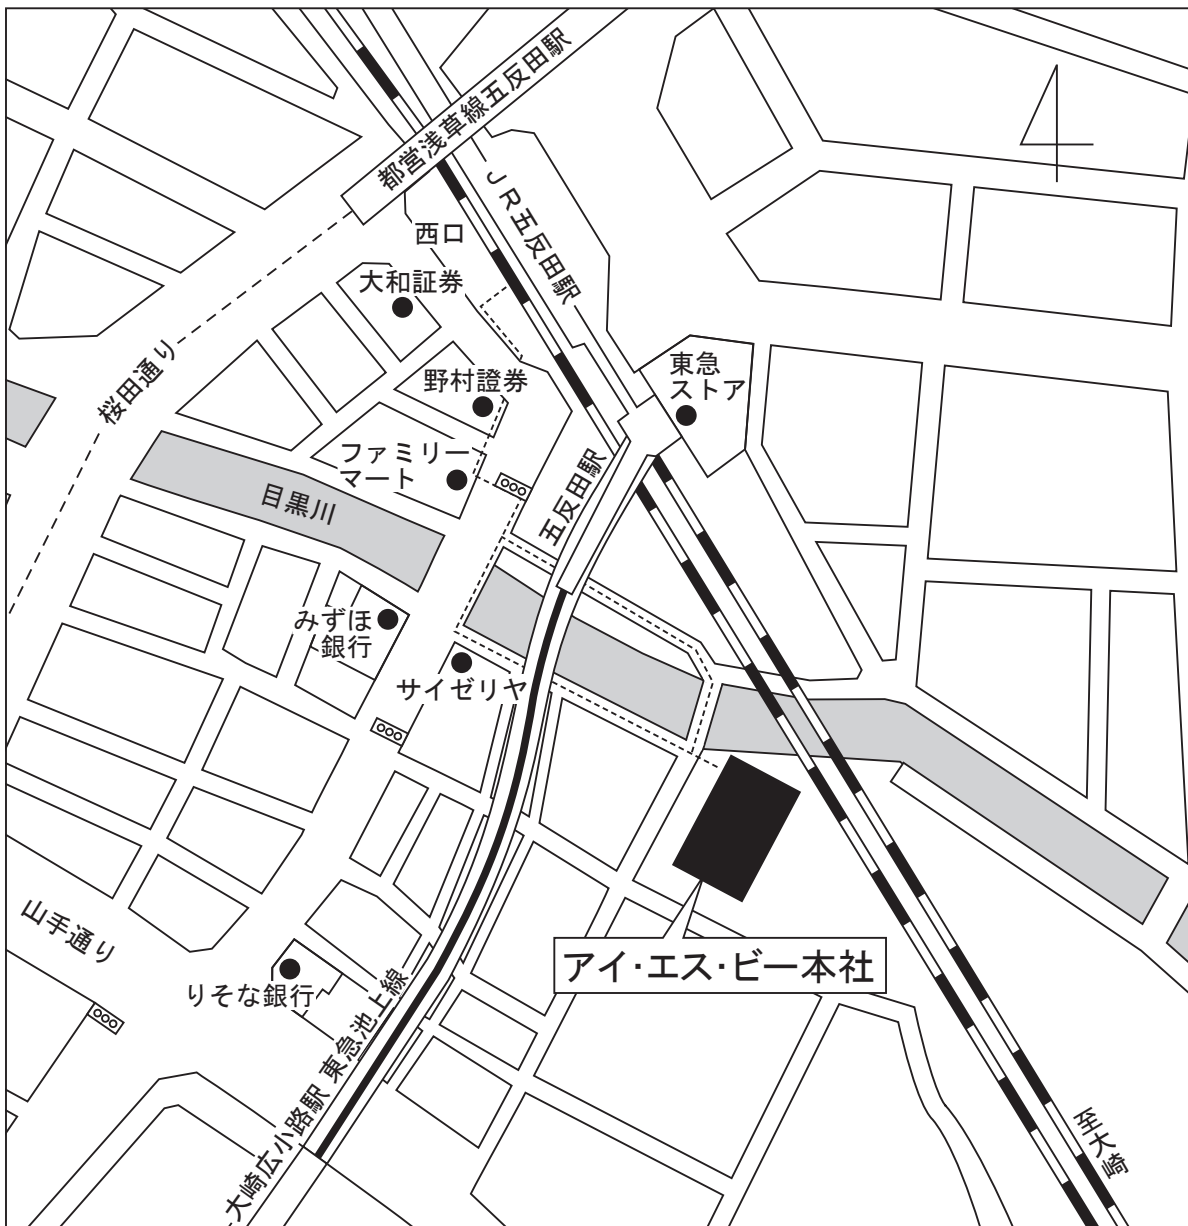 都営浅草線五反田駅
JR五反田駅
西口
大和証券
桜田通り
野村證券
東急
ストア
ファミリー
マート
五反田駅
目黒川
みずほ
銀行
サイゼリヤ
山手通り
アイ・エス・ビー本社
りそな銀行
東急池上線
大崎広小路駅
至大崎